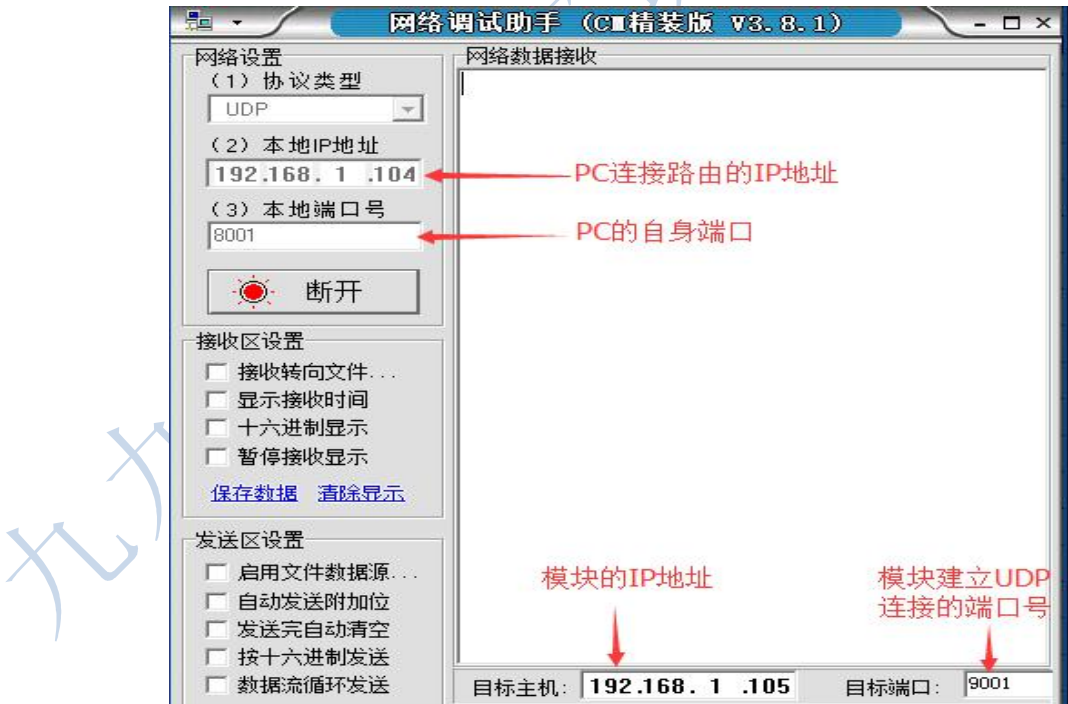 网络调试助手 (CM精装版 V3.8.1)
网络设置
(1) 协议类型
UDP
(2) 本地IP地址
192.168. 1 .104
PC连接路由的IP地址
(3) 本地端口号
8001
PC的自身端口
断开
接收区设置
接收转向文件...
显示接收时间
十六进制显示
暂停接收显示
保存数据 清除显示
发送区设置
启用文件数据源...
自动发送附加位
发送完自动清空
按十六进制发送
数据流循环发送
网络数据接收
模块的IP地址
模块建立UDP
连接的端口号
目标主机: 192.168. 1 .105 目标端口: 9001
九九